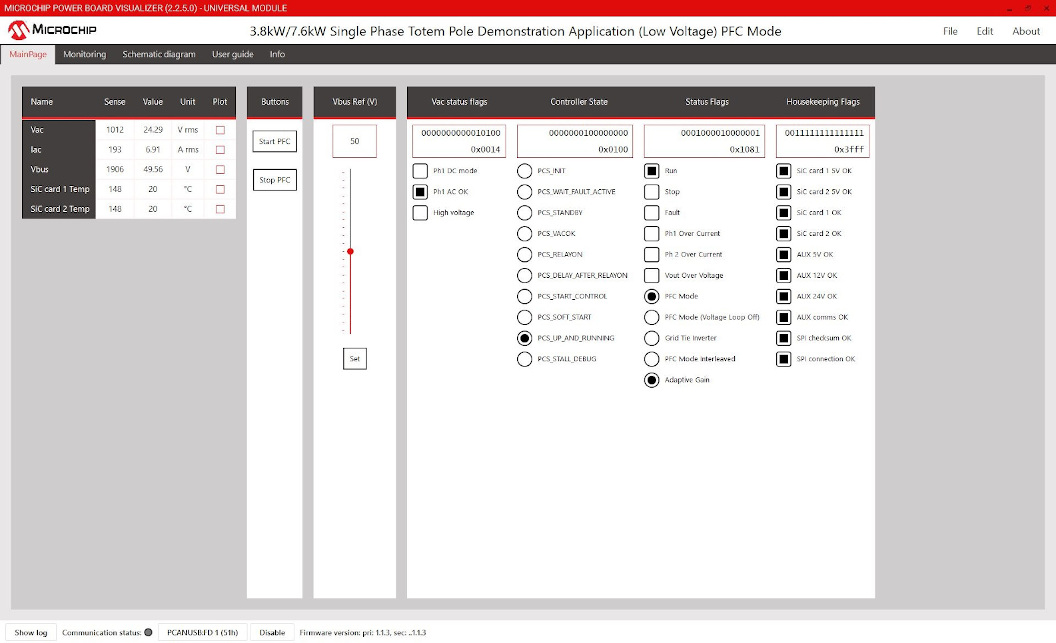 MICROCHIP POWER BOARD VISUALIZER (2.2.5.0) - UNIVERSAL MODULE
MICROCHIP
3.8kW/7.6kW Single Phase Totem Pole Demonstration Application (Low Voltage) PFC Mode
File Edit About
MainPage Monitoring Schematic diagram User guide Info
Name Sense Value Unit Plot
Vac 1012 24.29 V rms
Iac 193 6.91 A rms
Vbus 1906 49.56 V
SiC card 1 Temp 148 20 °C
SiC card 2 Temp 148 20 °C
Buttons
Start PFC
Stop PFC
Vbus Ref (V)
50
Set
Vac status flags
0000000000010100
0x0014
Ph1 DC mode
Ph1 AC OK
High voltage
Controller State
0000000100000000
0x0100
PCS_INIT
PCS_WAIT_FAULT_ACTIVE
PCS_STANDBY
PCS_VACOK
PCS_RELAYON
PCS_DELAY_AFTER_RELAYON
PCS_START_CONTROL
PCS_SOFT_START
PCS_UP_AND_RUNNING
PCS_STALL_DEBUG
Status Flags
0001000010000001
0x1081
Run
Stop
Fault
Ph1 Over Current
Ph 2 Over Current
Vout Over Voltage
PFC Mode
PFC Mode (Voltage Loop Off)
Grid Tie Inverter
PFC Mode Interleaved
Adaptive Gain
Housekeeping Flags
0011111111111111
0x3fff
SiC card 1 5V OK
SiC card 2 5V OK
SiC card 1 OK
SiC card 2 OK
AUX 5V OK
AUX 12V OK
AUX 24V OK
AUX comms OK
SPI checksum OK
SPI connection OK
Show log Communication status: PCANUSB:FD 1 (51h) Disable Firmware version: pri: 1.1.3, sec: ..1.1.3